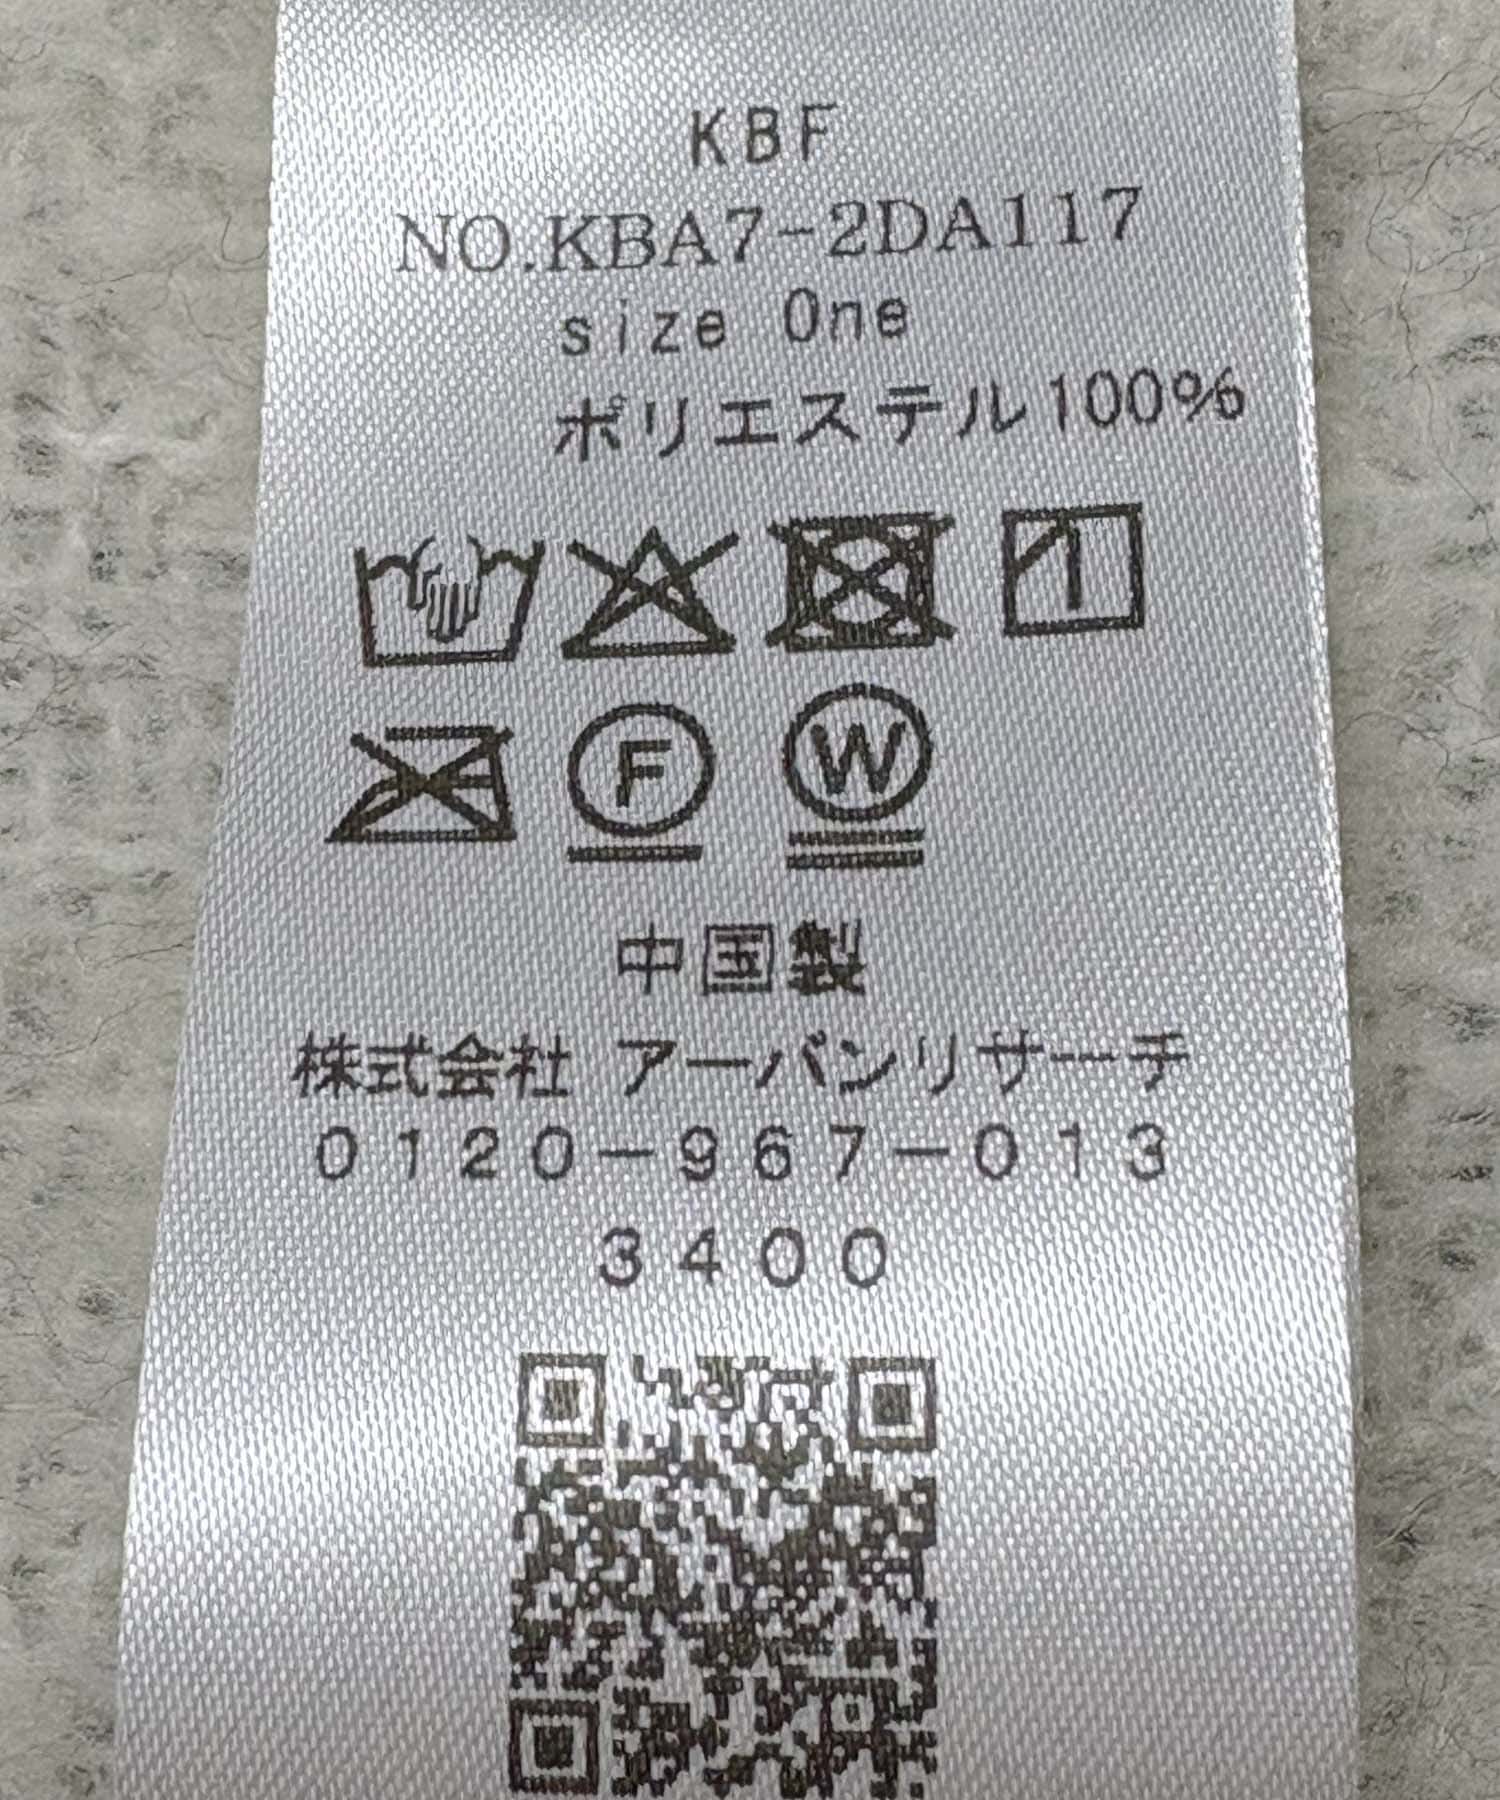 KBF
NO.KBA7-2DA117
size One
ポリエステル100%
F W
中国製
株式会社 アーバンリサーチ
0120-967-013
3400